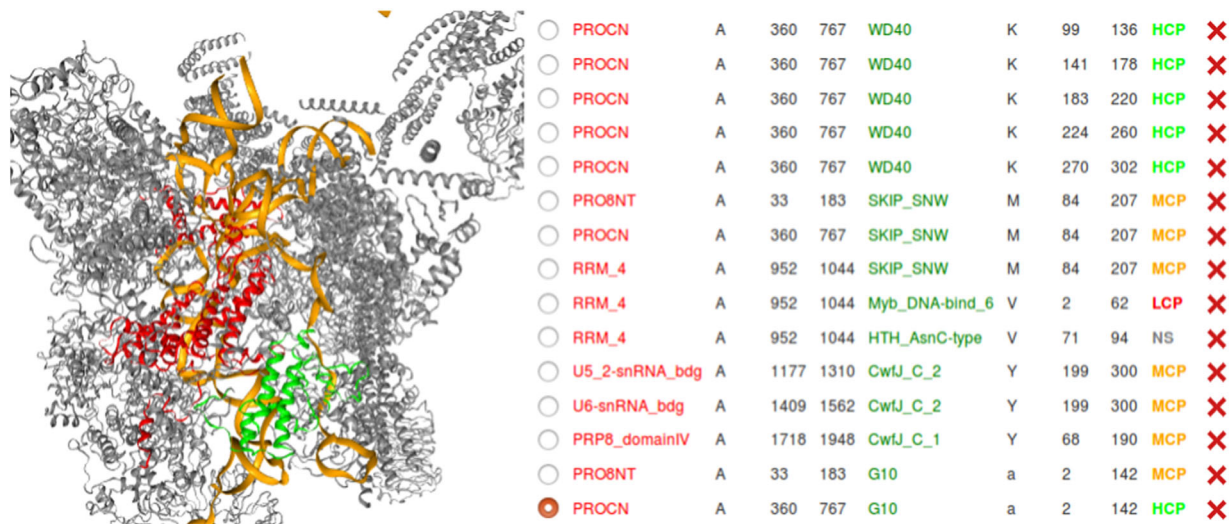 PROCN A 360 767 WD40 K 99 136 HCP
PROCN A 360 767 WD40 K 141 178 HCP
PROCN A 360 767 WD40 K 183 220 HCP
PROCN A 360 767 WD40 K 224 260 HCP
PROCN A 360 767 WD40 K 270 302 HCP
PRO8NT A 33 183 SKIP_SNW M 84 207 MCP
PROCN A 360 767 SKIP_SNW M 84 207 MCP
RRM_4 A 952 1044 SKIP_SNW M 84 207 MCP
RRM_4 A 952 1044 Myb_DNA-bind_6 V 2 62 LCP
RRM_4 A 952 1044 HTH_AsnC-type V 71 94 NS
U5_2-snRNA_bdg A 1177 1310 CwfJ_C_2 Y 199 300 MCP
U6-snRNA_bdg A 1409 1562 CwfJ_C_2 Y 199 300 MCP
PRP8_domainIV A 1718 1948 CwfJ_C_1 Y 68 190 MCP
PRO8NT A 33 183 G10 a 2 142 MCP
PROCN A 360 767 G10 a 2 142 HCP